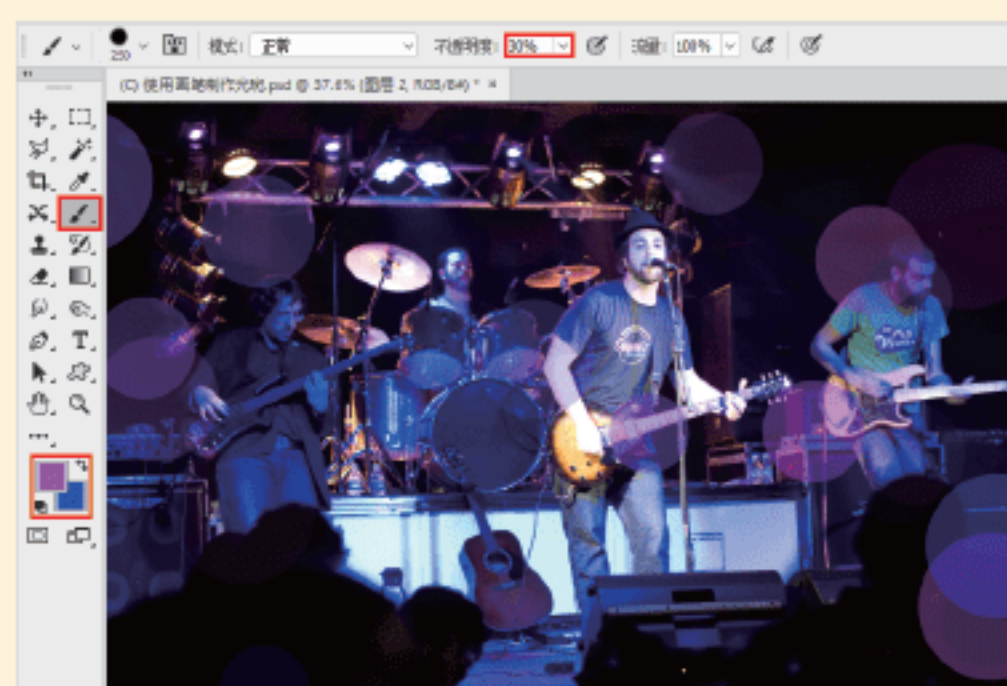 250 模式: 正常 不透明度: 30% 流量: 100%
(C) 使用画笔制作光斑.psd @ 37.6% (图层 2, RGB/8#) * ×
T